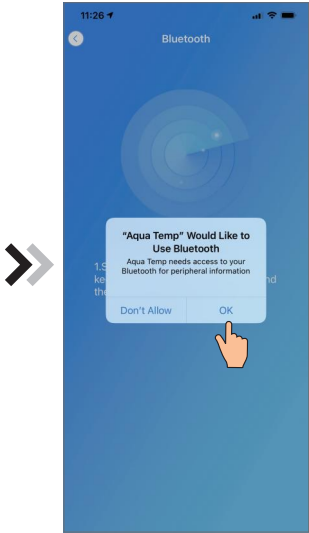 11:26
Bluetooth
"Aqua Temp" Would Like to
Use Bluetooth
Aqua Temp needs access to your
Bluetooth for peripheral information
Don't Allow
OK